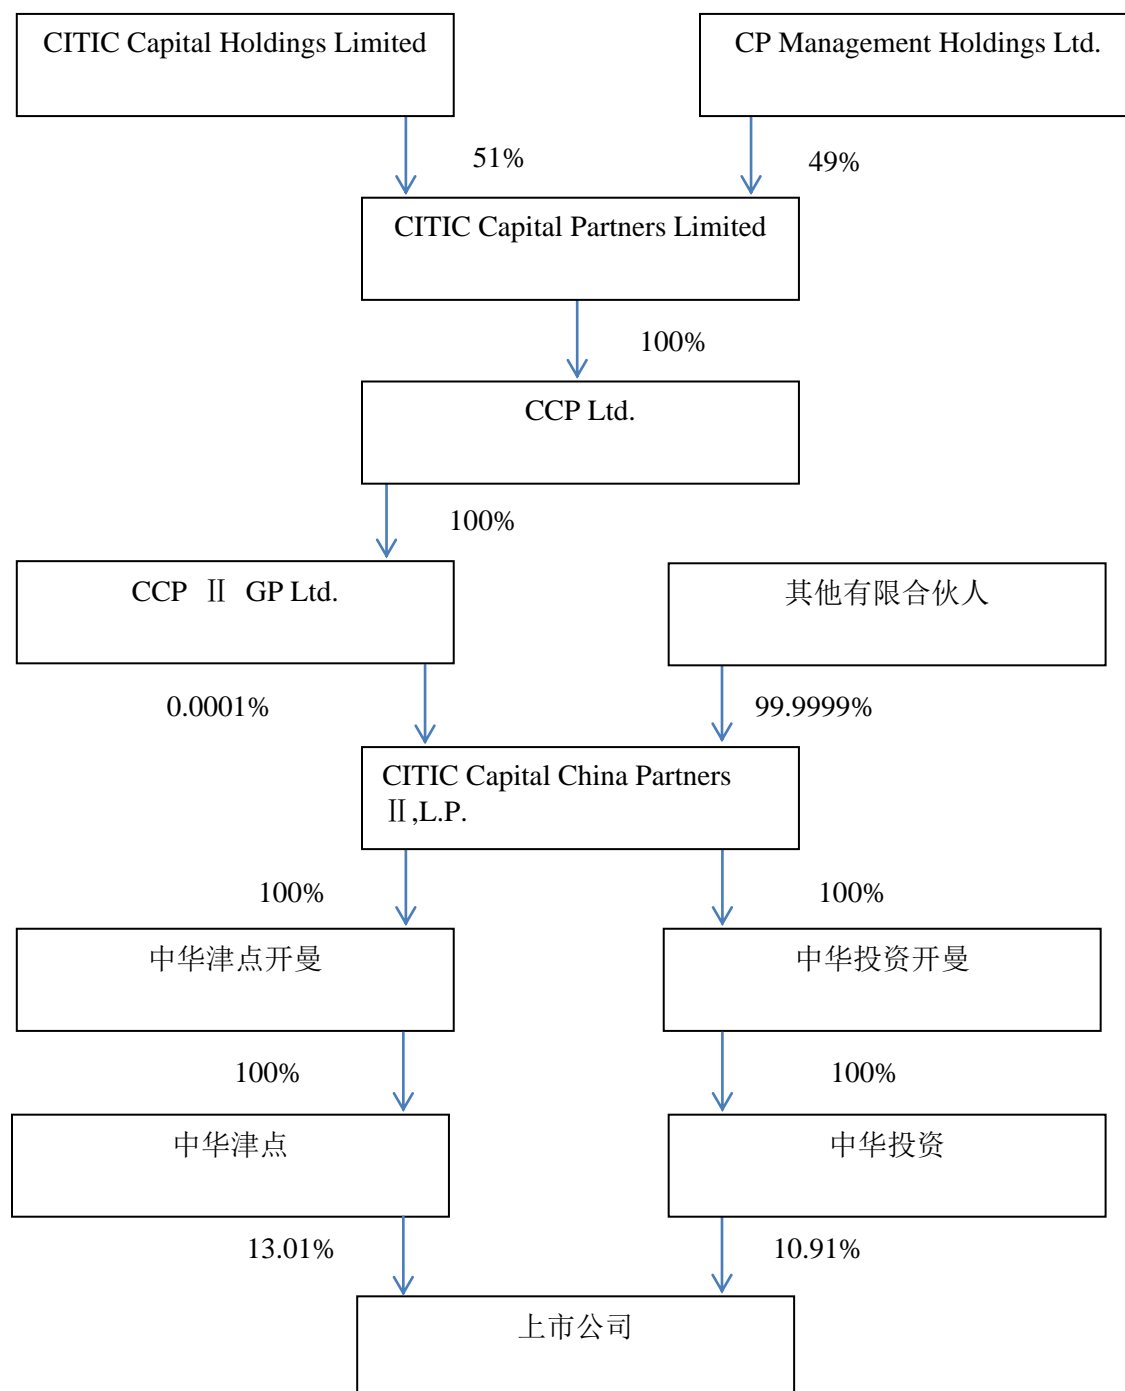 CITIC Capital Holdings Limited
CP Management Holdings Ltd.
51%
49%
CITIC Capital Partners Limited
100%
CCP Ltd.
100%
CCP Ⅱ GP Ltd.
其他有限合伙人
0.0001%
99.9999%
CITIC Capital China Partners
Ⅱ,L.P.
100%
100%
中华津点开曼
中华投资开曼
100%
100%
中华津点
中华投资
13.01%
10.91%
上市公司